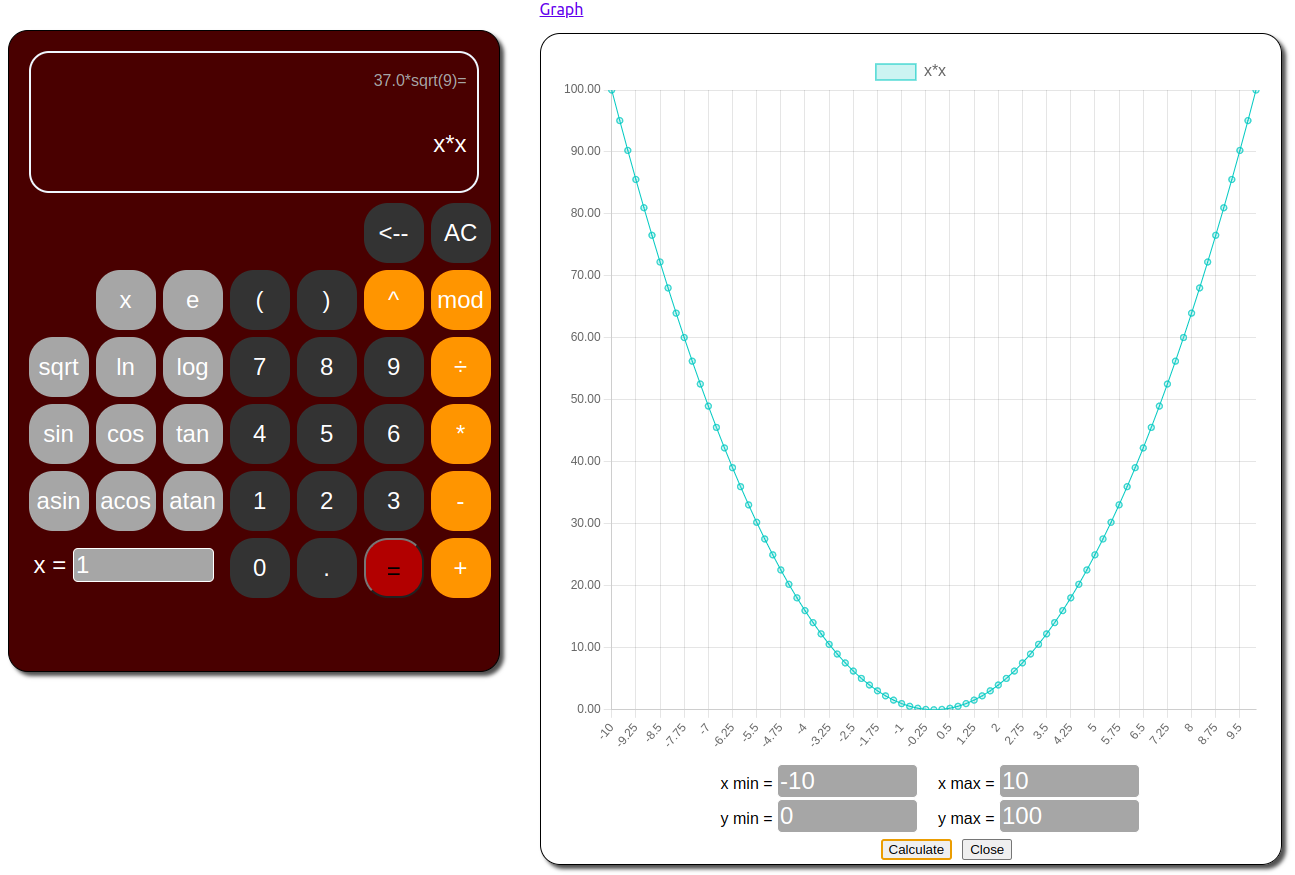 Graph
37.0*sqrt(9)=
x*x
<-- AC
x e ( ) ^ mod
sqrt ln log 7 8 9 ÷
sin cos tan 4 5 6 *
asin acos atan 1 2 3 -
x = 1 0 . = +
x*x
100.00
90.00
80.00
70.00
60.00
50.00
40.00
30.00
20.00
10.00
0.00
-10 -9.25 -8.5 -7.75 -7 -6.25 -5.5 -4.75 -4 -3.25 -2.5 -1.75 -1 -0.25 0.5 1.25 2 2.75 3.5 4.25 5 5.75 6.5 7.25 8 8.75 9.5
x min = -10 x max = 10
y min = 0 y max = 100
Calculate Close